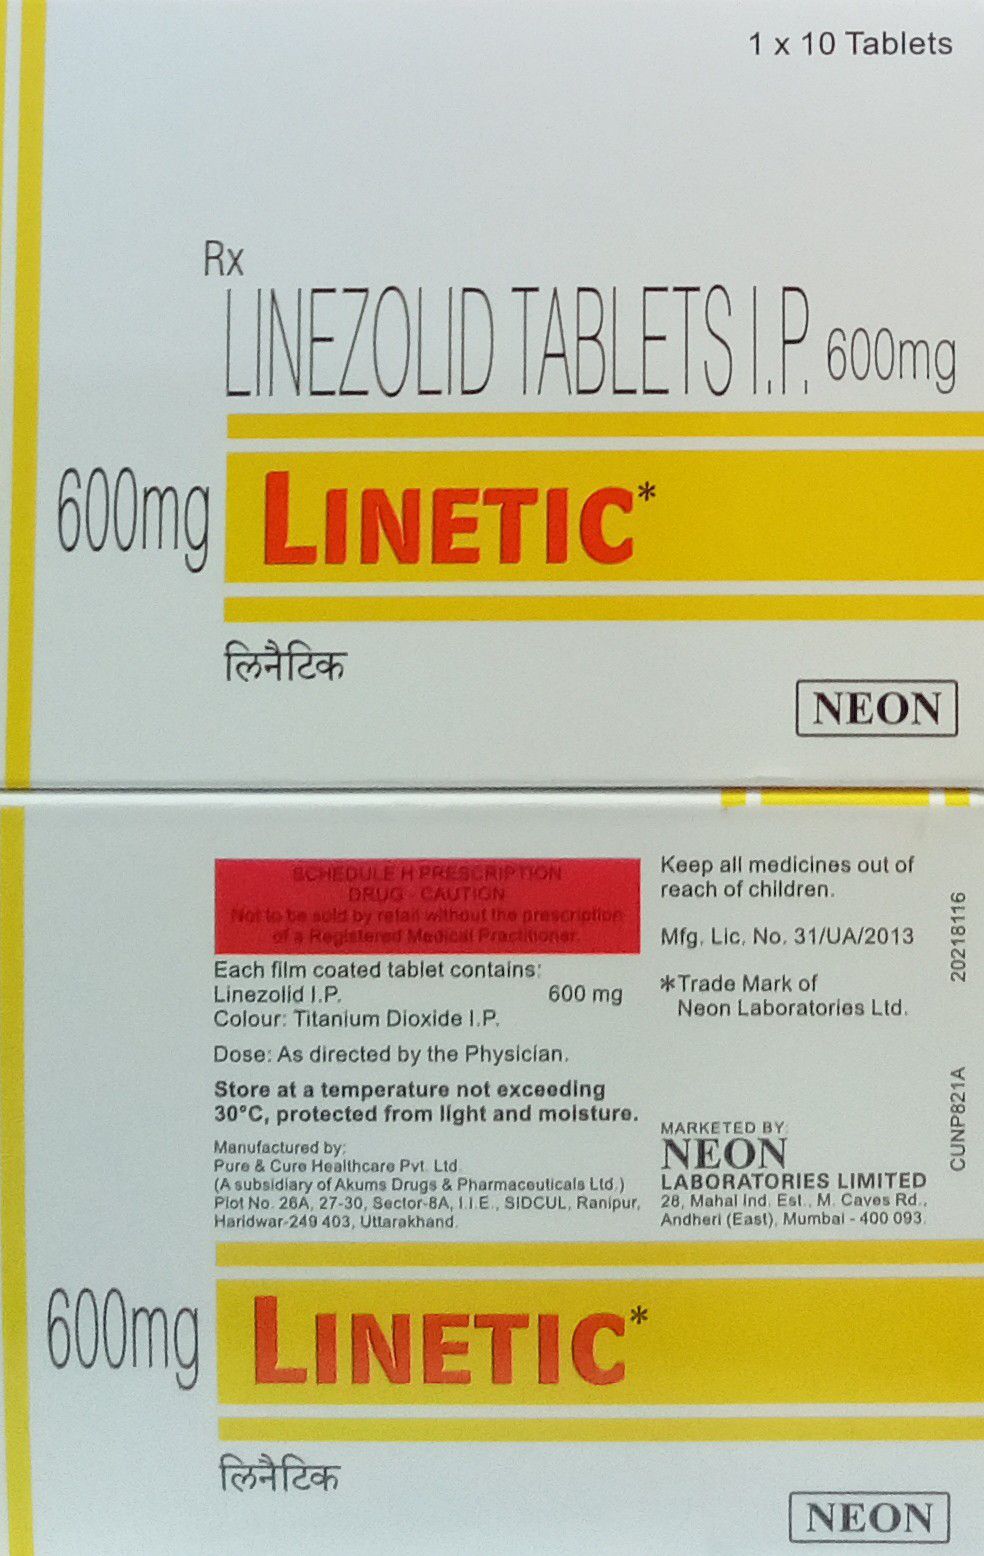 1 x 10 Tablets
Rx
LINEZOLID TABLETS I.P. 600mg
600mg LINETIC*
लिनैटिक
NEON
SCHEDULE H PRESCRIPTION
DRUG - CAUTION
Not to be sold by retail without the prescription
of a Registered Medical Practitioner.
Each film coated tablet contains:
Linezolid I.P. 600 mg
Colour: Titanium Dioxide I.P.
Dose: As directed by the Physician.
Store at a temperature not exceeding
30°C, protected from light and moisture.
Manufactured by:
Pure & Cure Healthcare Pvt. Ltd.
(A subsidiary of Akums Drugs & Pharmaceuticals Ltd.)
Plot No. 26A, 27-30, Sector-8A, I.I.E., SIDCUL, Ranipur,
Haridwar-249 403, Uttarakhand.
Keep all medicines out of
reach of children.
Mfg. Lic. No. 31/UA/2013
*Trade Mark of
Neon Laboratories Ltd.
MARKETED BY:
NEON
LABORATORIES LIMITED
28, Mahal Ind. Est., M. Caves Rd.,
Andheri (East), Mumbai - 400 093.
20218116
CUNP821A
600mg LINETIC*
लिनैटिक
NEON